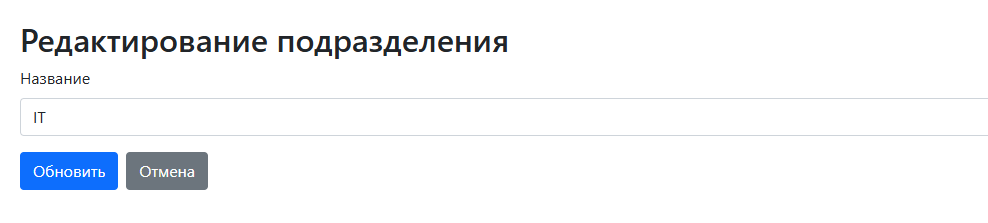 Редактирование подразделения
Название
IT
Обновить Отмена